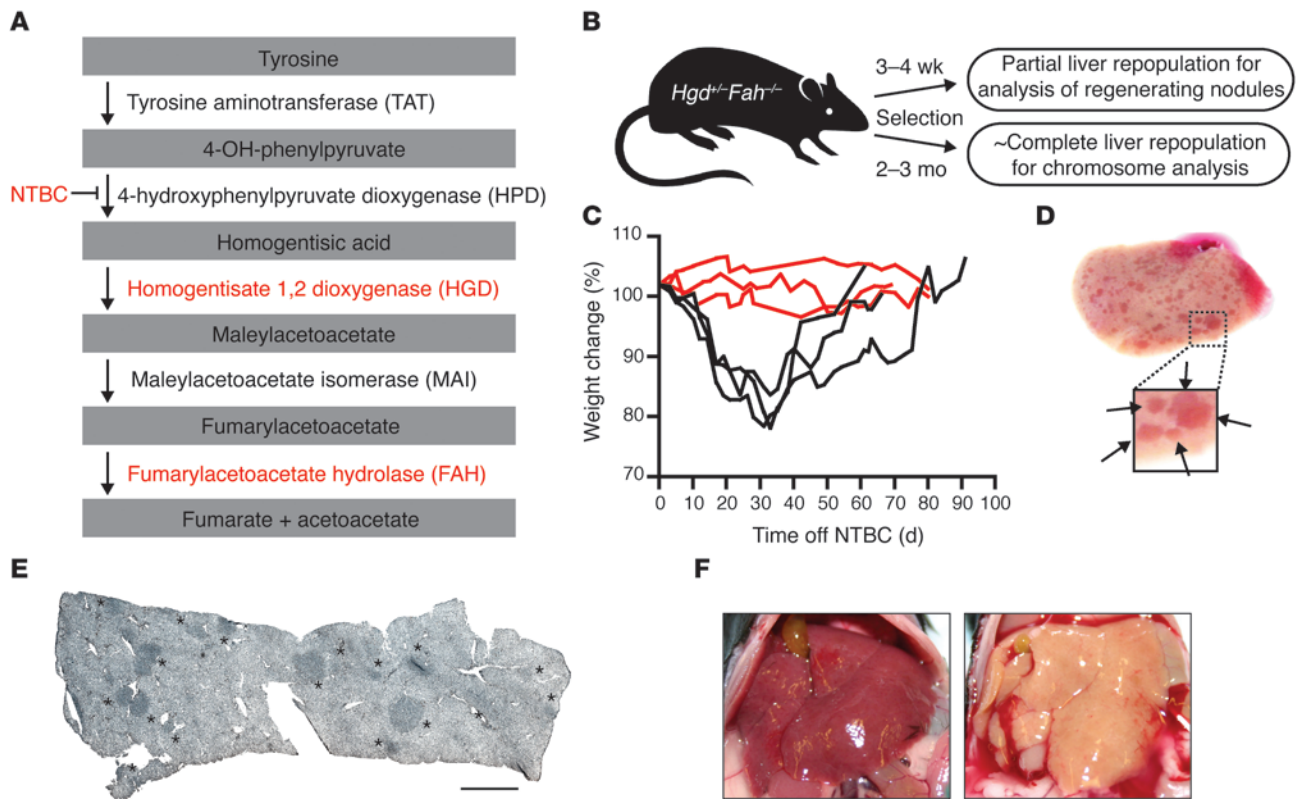 A
Tyrosine
Tyrosine aminotransferase (TAT)
4-OH-phenylpyruvate
NTBC
4-hydroxyphenylpyruvate dioxygenase (HPD)
Homogentisic acid
Homogentisate 1,2 dioxygenase (HGD)
Maleylacetoacetate
Maleylacetoacetate isomerase (MAI)
Fumarylacetoacetate
Fumarylacetoacetate hydrolase (FAH)
Fumarate + acetoacetate
B
Hgd+/–Fah–/–
3–4 wk
Selection
2–3 mo
Partial liver repopulation for
analysis of regenerating nodules
~Complete liver repopulation
for chromosome analysis
C
Weight change (%)
110
100
90
80
70
0 10 20 30 40 50 60 70 80 90 100
Time off NTBC (d)
D
E
* * * * * * * * * * * * * * *
F